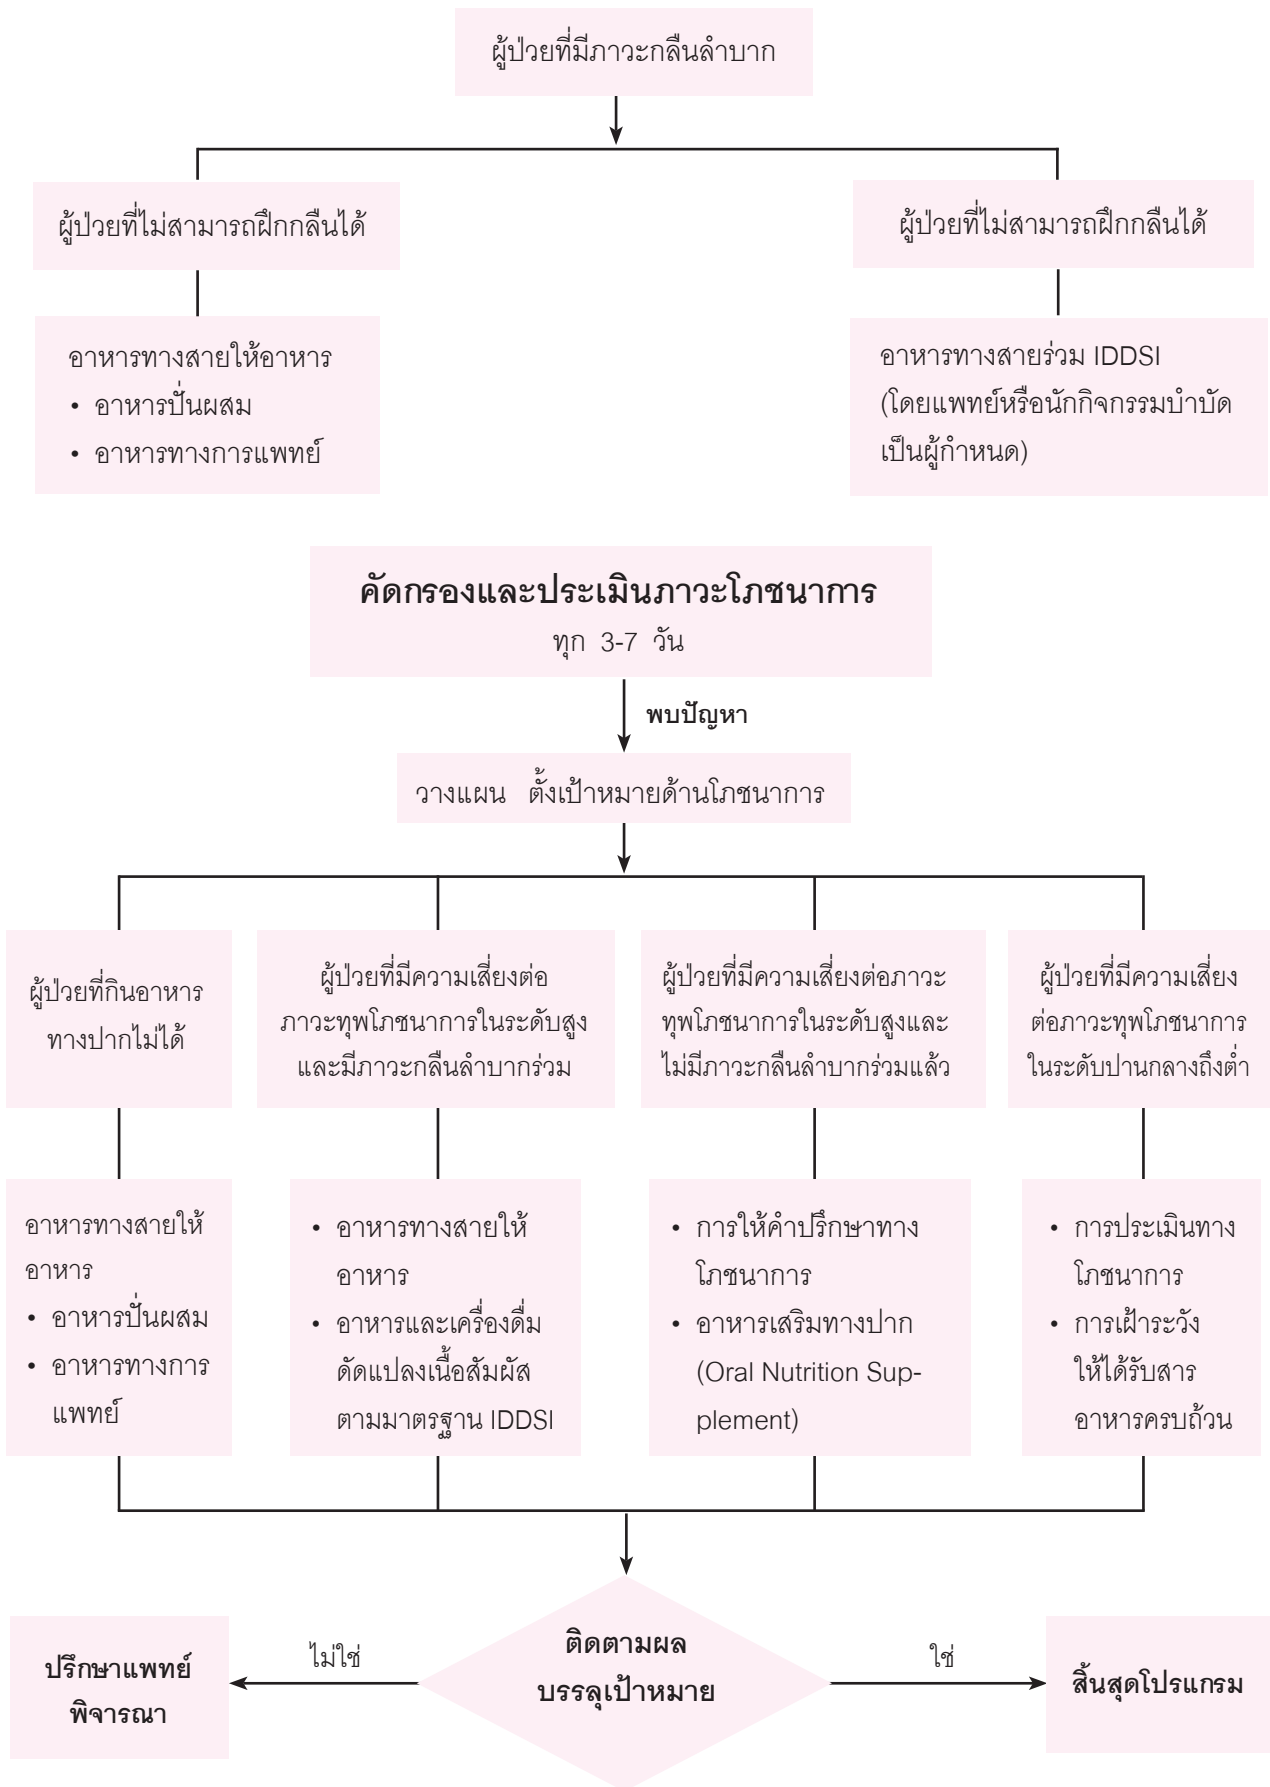 ผู้ป่วยที่มีภาวะกลืนลำบาก
ผู้ป่วยที่ไม่สามารถฝึกกลืนได้
ผู้ป่วยที่ไม่สามารถฝึกกลืนได้
อาหารทางสายให้อาหาร
• อาหารปั่นผสม
• อาหารทางการแพทย์
อาหารทางสายร่วม IDDSI
(โดยแพทย์หรือนักกิจกรรมบำบัด
เป็นผู้กำหนด)
คัดกรองและประเมินภาวะโภชนาการ
ทุก 3-7 วัน
พบปัญหา
วางแผน ตั้งเป้าหมายด้านโภชนาการ
ผู้ป่วยที่กินอาหาร
ทางปากไม่ได้
ผู้ป่วยที่มีความเสี่ยงต่อ
ภาวะทุพโภชนาการในระดับสูง
และมีภาวะกลืนลำบากร่วม
ผู้ป่วยที่มีความเสี่ยงต่อภาวะ
ทุพโภชนาการในระดับสูงและ
ไม่มีภาวะกลืนลำบากร่วมแล้ว
ผู้ป่วยที่มีความเสี่ยง
ต่อภาวะทุพโภชนาการ
ในระดับปานกลางถึงต่ำ
อาหารทางสายให้
อาหาร
• อาหารปั่นผสม
• อาหารทางการ
แพทย์
• อาหารทางสายให้
อาหาร
• อาหารและเครื่องดื่ม
ดัดแปลงเนื้อสัมผัส
ตามมาตรฐาน IDDSI
• การให้คำปรึกษาทาง
โภชนาการ
• อาหารเสริมทางปาก
(Oral Nutrition Sup-
plement)
• การประเมินทาง
โภชนาการ
• การเฝ้าระวัง
ให้ได้รับสาร
อาหารครบถ้วน
ติดตามผล
บรรลุเป้าหมาย
ไม่ใช่
ใช่
ปรึกษาแพทย์
พิจารณา
สิ้นสุดโปรแกรม